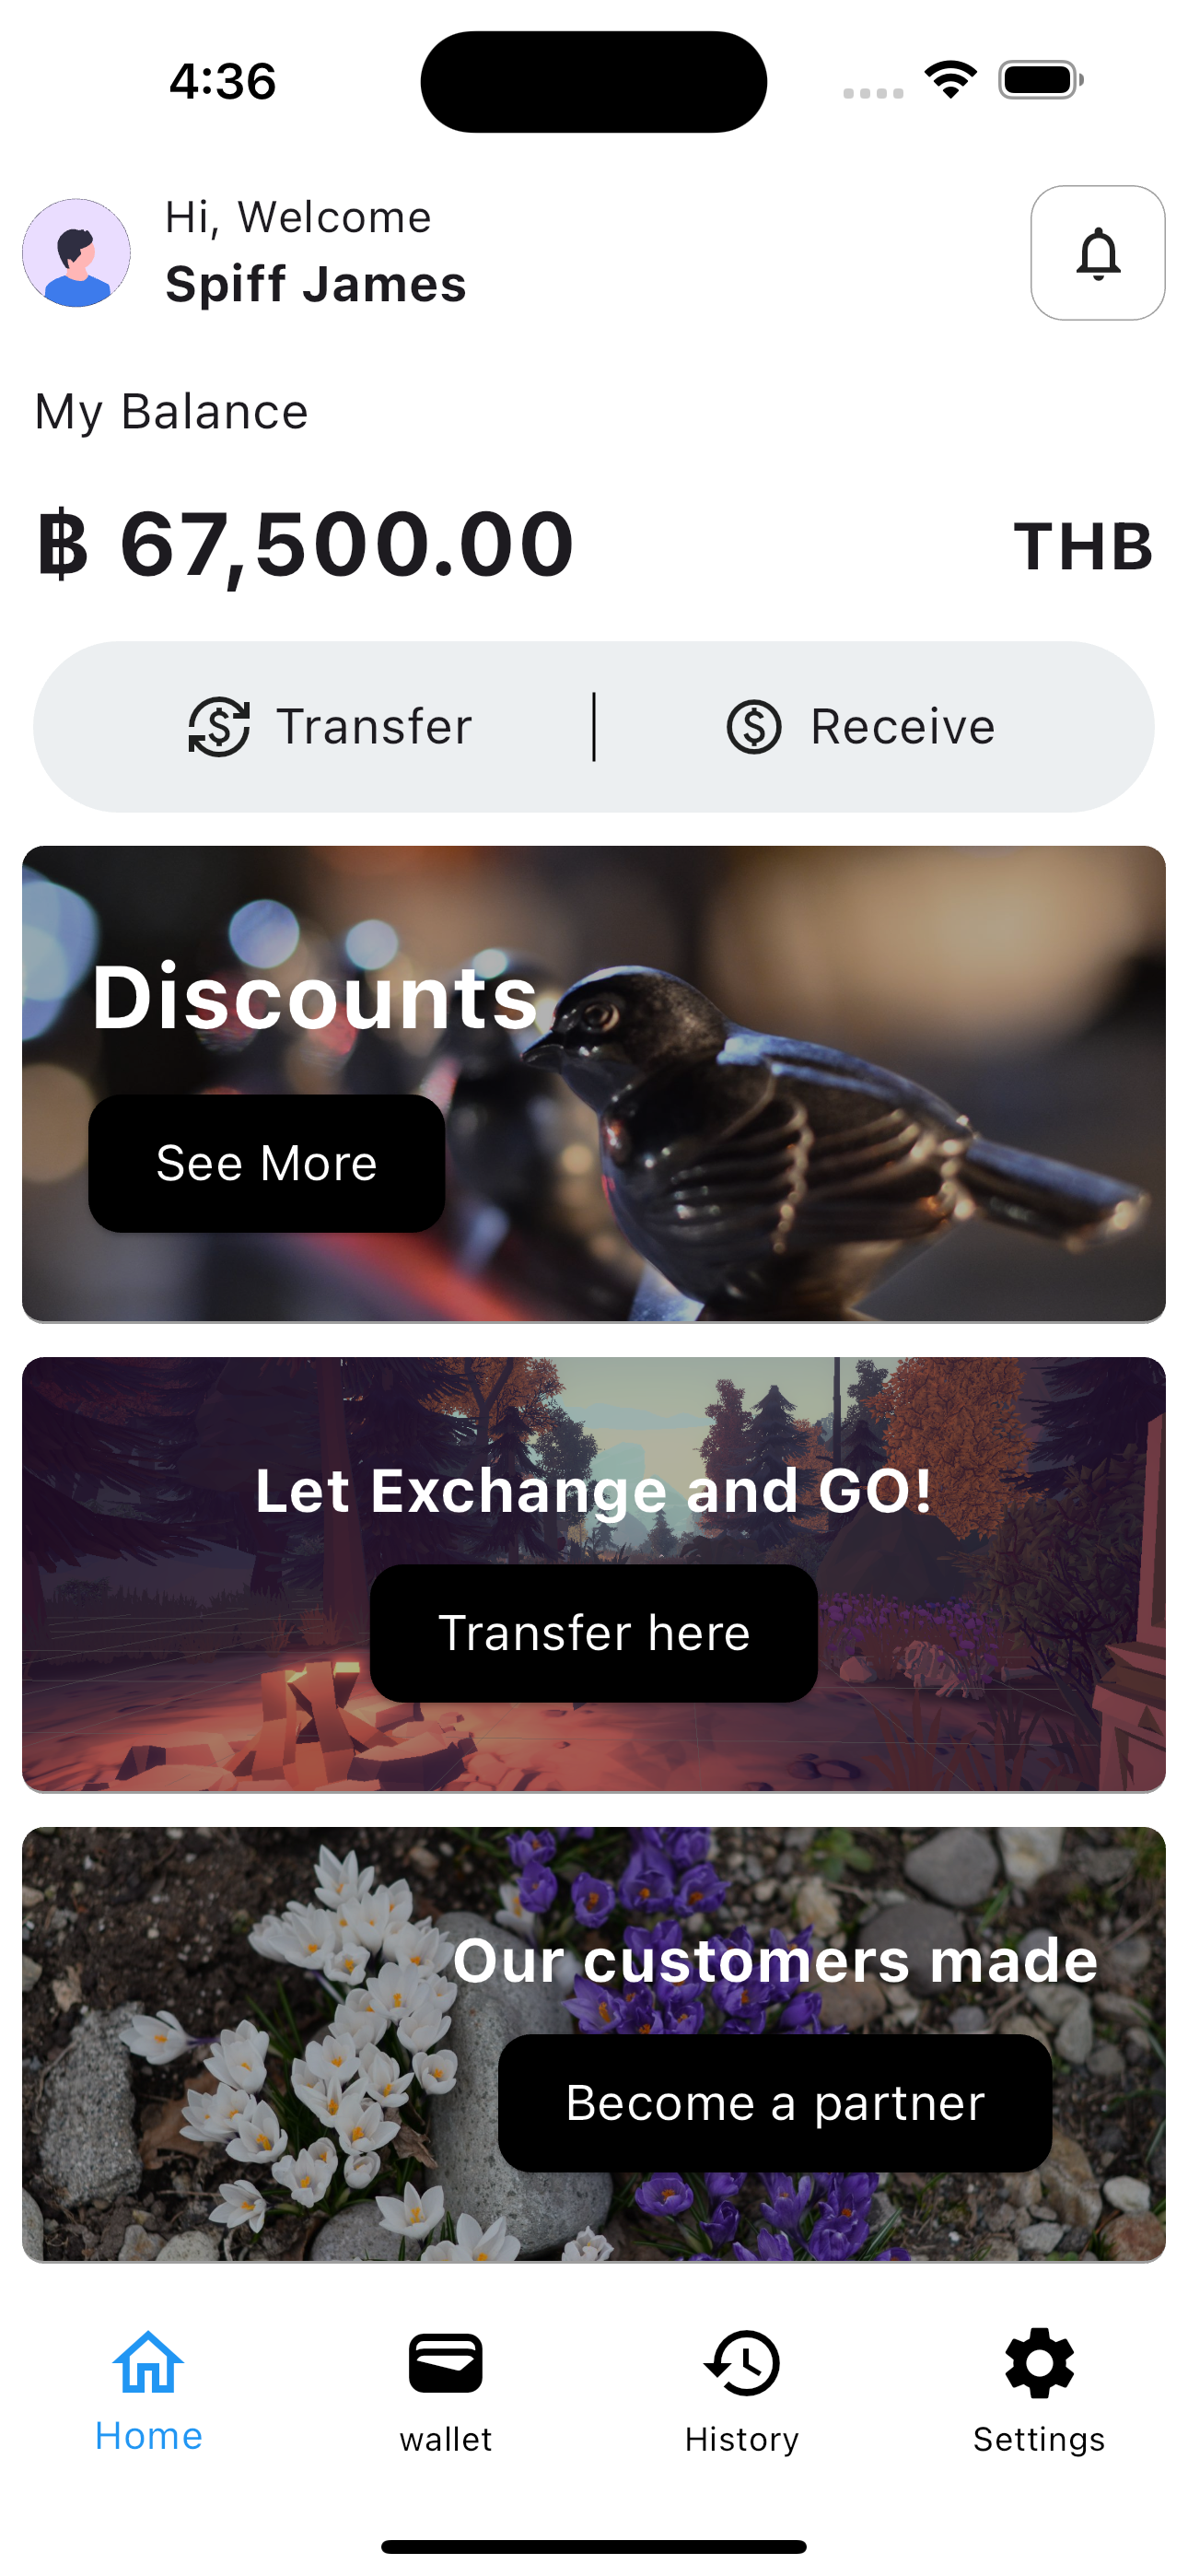 4:36
Hi, Welcome
Spiff James
My Balance
฿ 67,500.00 THB
Transfer | Receive
Discounts
See More
Let Exchange and GO!
Transfer here
Our customers made
Become a partner
Home wallet History Settings